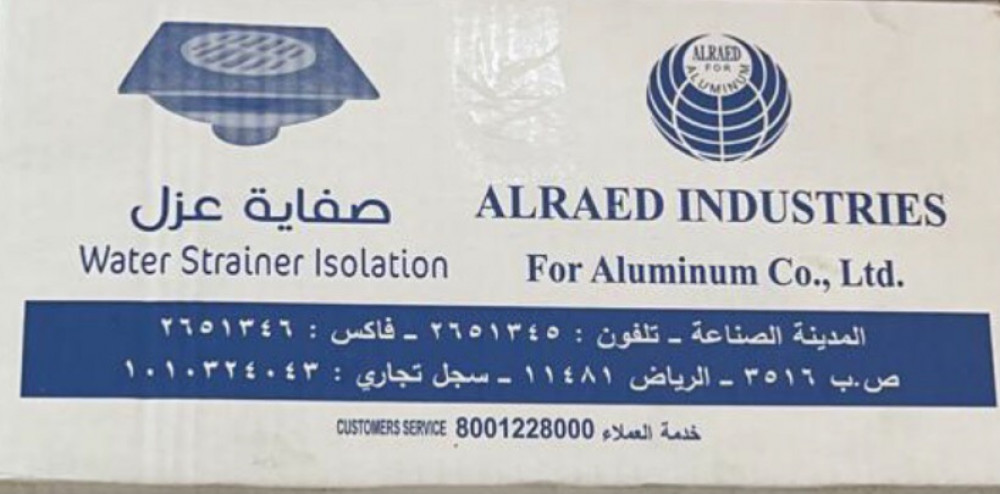 ALRAED
FOR
ALUMINUM
صفاية عزل
Water Strainer Isolation
ALRAED INDUSTRIES
For Aluminum Co., Ltd.
المدينة الصناعة - تلفون : ٢٦٥١٣٤٥ - فاكس : ٢٦٥١٣٤٦
ص.ب ٣٥١٦ - الرياض ١١٤٨١ - سجل تجاري : ١٠١٠٣٢٤٠٤٣
CUSTOMERS SERVICE 8001228000 خدمة العملاء